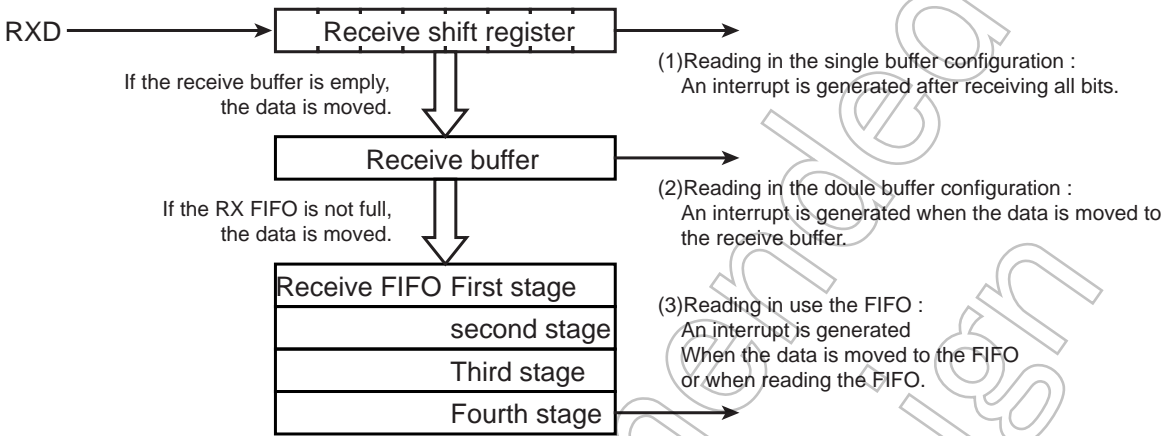 RXD
Receive shift register
If the receive buffer is emply,
the data is moved.
(1)Reading in the single buffer configuration :
An interrupt is generated after receiving all bits.
Receive buffer
If the RX FIFO is not full,
the data is moved.
(2)Reading in the doule buffer configuration :
An interrupt is generated when the data is moved to
the receive buffer.
Receive FIFO First stage
second stage
Third stage
Fourth stage
(3)Reading in use the FIFO :
An interrupt is generated
When the data is moved to the FIFO
or when reading the FIFO.